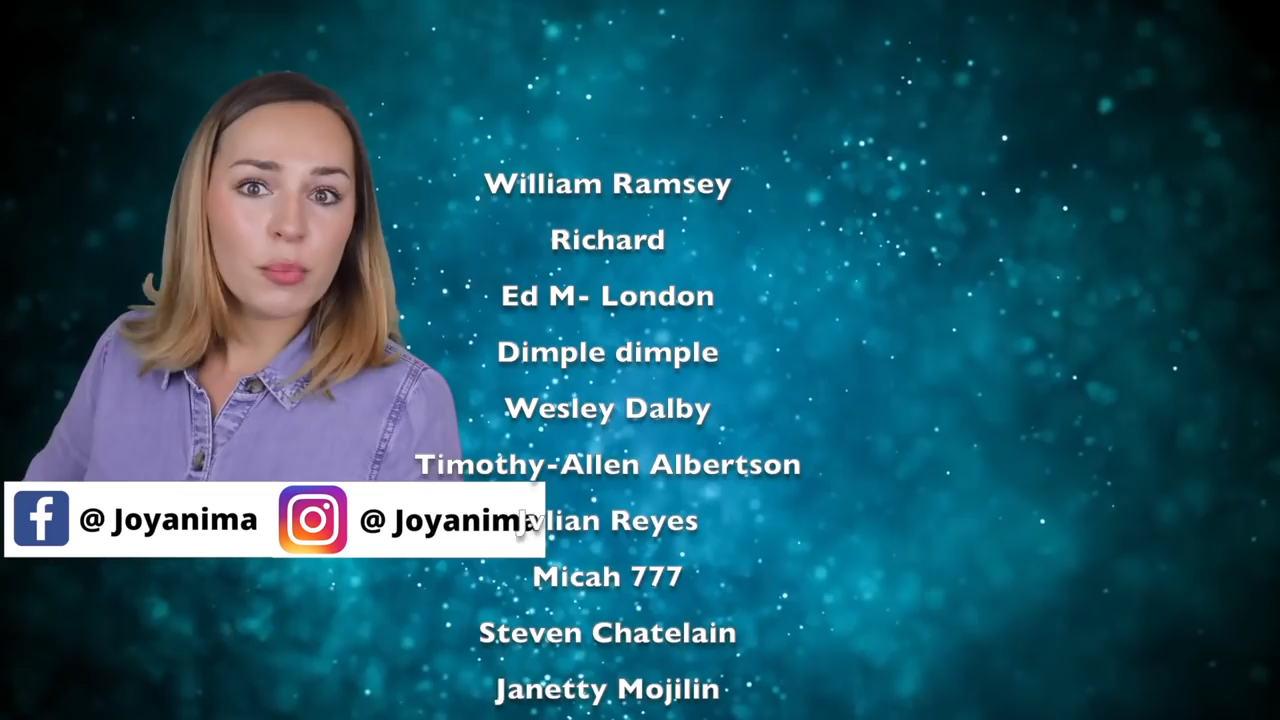 William Ramsey
Richard
Ed M- London
Dimple dimple
Wesley Dalby
Timothy-Allen Albertson
@ Joyanima @ Joyanima
Reyes
Micah 777
Steven Chatelain
Janetty Mojilin